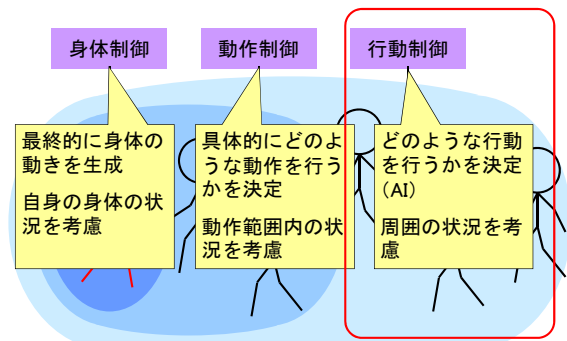 身体制御
動作制御
行動制御
最終的に身体の
動きを生成
自身の身体の状
況を考慮
具体的にどのよ
うな動作を行う
かを決定
動作範囲内の状
況を考慮
どのような行動
を行うかを決定
(AI)
周囲の状況を考
慮